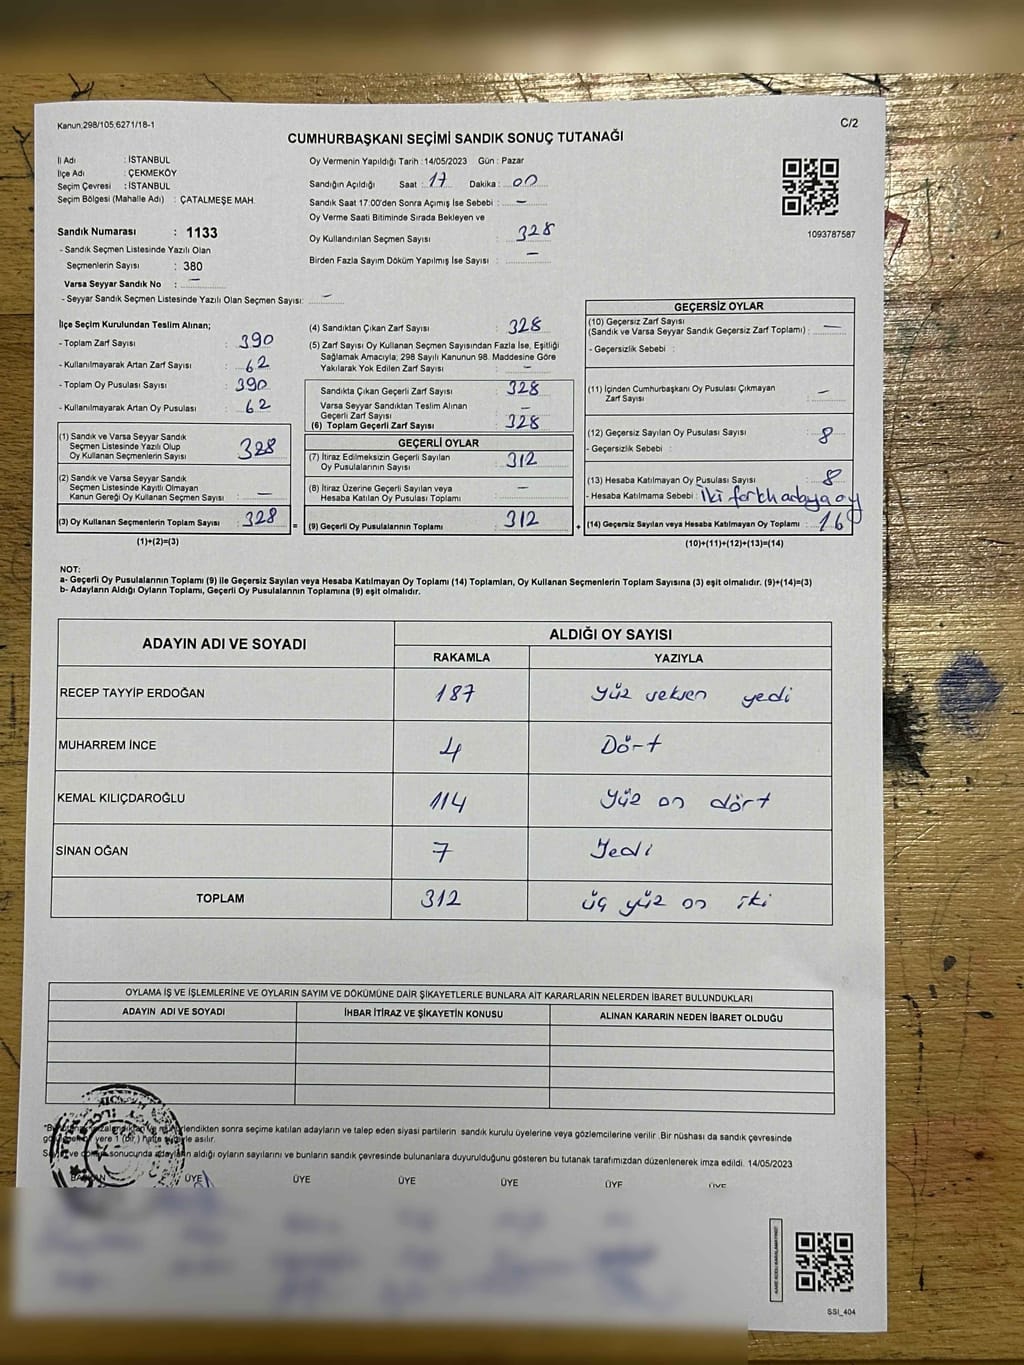 Kanun;298/105;6271/18-1
C/2
CUMHURBAŞKANI SEÇİMİ SANDIK SONUÇ TUTANAĞI
İl Adı : İSTANBUL
İlçe Adı : ÇEKMEKÖY
Seçim Çevresi : İSTANBUL
Seçim Bölgesi (Mahalle Adı) : ÇATALMEŞE MAH.
Sandık Numarası : 1133
- Sandık Seçmen Listesinde Yazılı Olan
Seçmenlerin Sayısı : 380
Varsa Seyyar Sandık No : —
- Seyyar Sandık Seçmen Listesinde Yazılı Olan Seçmen Sayısı: —
Oy Vermenin Yapıldığı Tarih : 14/05/2023 Gün : Pazar
Sandığın Açıldığı Saat : 17 Dakika : 00
Sandık Saat 17:00'den Sonra Açımış İse Sebebi : —
Oy Verme Saati Bitiminde Sırada Bekleyen ve
Oy Kullandırılan Seçmen Sayısı : 328
Birden Fazla Sayım Döküm Yapılmış İse Sayısı : —
1093787587
İlçe Seçim Kurulundan Teslim Alınan;
- Toplam Zarf Sayısı : 390
- Kullanılmayarak Artan Zarf Sayısı : 62
- Toplam Oy Pusulası Sayısı : 390
- Kullanılmayarak Artan Oy Pusulası : 62
(1) Sandık ve Varsa Seyyar Sandık
Seçmen Listesinde Yazılı Olup
Oy Kullanan Seçmenlerin Sayısı : 328
(2) Sandık ve Varsa Seyyar Sandık
Seçmen Listesinde Kayıtlı Olmayan
Kanun Gereği Oy Kullanan Seçmen Sayısı : —
(3) Oy Kullanan Seçmenlerin Toplam Sayısı : 328 =
(1)+(2)=(3)
(4) Sandıktan Çıkan Zarf Sayısı : 328
(5) Zarf Sayısı Oy Kullanan Seçmen Sayısından Fazla İse, Eşitliği
Sağlamak Amacıyla; 298 Sayılı Kanunun 98. Maddesine Göre
Yakılarak Yok Edilen Zarf Sayısı : —
Sandıkta Çıkan Geçerli Zarf Sayısı : 328
Varsa Seyyar Sandıktan Teslim Alınan
Geçerli Zarf Sayısı : —
(6) Toplam Geçerli Zarf Sayısı : 328
GEÇERLİ OYLAR
(7) İtiraz Edilmeksizin Geçerli Sayılan
Oy Pusulalarının Sayısı : 312
(8) İtiraz Üzerine Geçerli Sayılan veya
Hesaba Katılan Oy Pusulası Toplamı : —
(9) Geçerli Oy Pusulalarının Toplamı : 312 +
GEÇERSİZ OYLAR
(10) Geçersiz Zarf Sayısı
(Sandık ve Varsa Seyyar Sandık Geçersiz Zarf Toplamı) : —
- Geçersizlik Sebebi :
(11) İçinden Cumhurbaşkanı Oy Pusulası Çıkmayan
Zarf Sayısı : —
(12) Geçersiz Sayılan Oy Pusulası Sayısı : 8
- Geçersizlik Sebebi :
(13) Hesaba Katılmayan Oy Pusulası Sayısı : 8
- Hesaba Katılmama Sebebi : İki farklı adaya oy
(14) Geçersiz Sayılan veya Hesaba Katılmayan Oy Toplamı : 16
(10)+(11)+(12)+(13)=(14)
NOT:
a- Geçerli Oy Pusulalarının Toplamı (9) ile Geçersiz Sayılan veya Hesaba Katılmayan Oy Toplamı (14) Toplamları, Oy Kullanan Seçmenlerin Toplam Sayısına (3) eşit olmalıdır. (9)+(14)=(3)
b- Adayların Aldığı Oyların Toplamı, Geçerli Oy Pusulalarının Toplamına (9) eşit olmalıdır.
ADAYIN ADI VE SOYADI
ALDIĞI OY SAYISI
RAKAMLA YAZIYLA
RECEP TAYYİP ERDOĞAN 187 Yüz seksen yedi
MUHARREM İNCE 4 Dört
KEMAL KILIÇDAROĞLU 114 Yüz on dört
SİNAN OĞAN 7 Yedi
TOPLAM 312 üç yüz on iki
OYLAMA İŞ VE İŞLEMLERİNE VE OYLARIN SAYIM VE DÖKÜMÜNE DAİR ŞİKAYETLERLE BUNLARA AİT KARARLARIN NELERDEN İBARET BULUNDUKLARI
ADAYIN ADI VE SOYADI İHBAR İTİRAZ VE ŞİKAYETİN KONUSU ALINAN KARARIN NEDEN İBARET OLDUĞU
sonra seçime katılan adayların ve talep eden siyasi partilerin sandık kurulu üyelerine veya gözlemcilerine verilir .Bir nüshası da sandık çevresinde
yere 1 (bir) hafta süreyle asılır.
sonucunda adayların aldığı oyların sayılarını ve bunların sandık çevresinde bulunanlara duyurulduğunu gösteren bu tutanak tarafımızdan düzenlenerek imza edildi. 14/05/2023
BAŞKAN ÜYE ÜYE ÜYE ÜYE ÜYE ÜYE
SSI_404